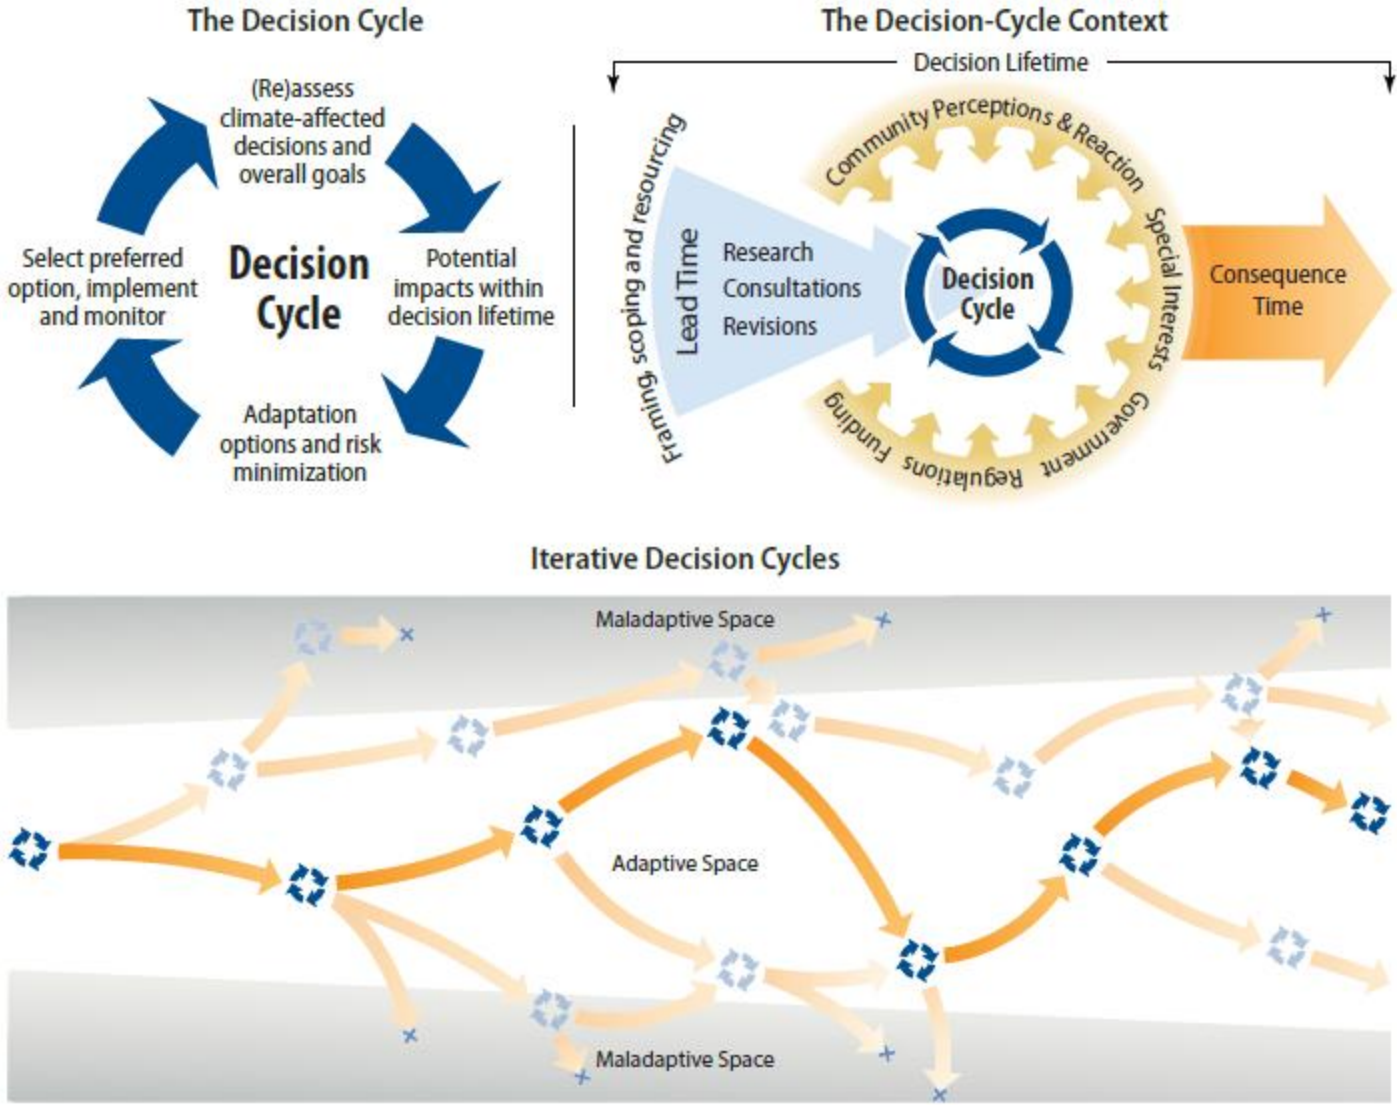 The Decision Cycle
(Re)assess
climate-affected
decisions and
overall goals
Select preferred
option, implement
and monitor
Decision
Cycle
Potential
impacts within
decision lifetime
Adaptation
options and risk
minimization
The Decision-Cycle Context
Decision Lifetime
Framing, scoping and resourcing
Lead Time
Research
Consultations
Revisions
Decision
Cycle
Community Perceptions & Reaction
Special Interests
Government
Regulations
Funding
Consequence
Time
Iterative Decision Cycles
Maladaptive Space
Adaptive Space
Maladaptive Space